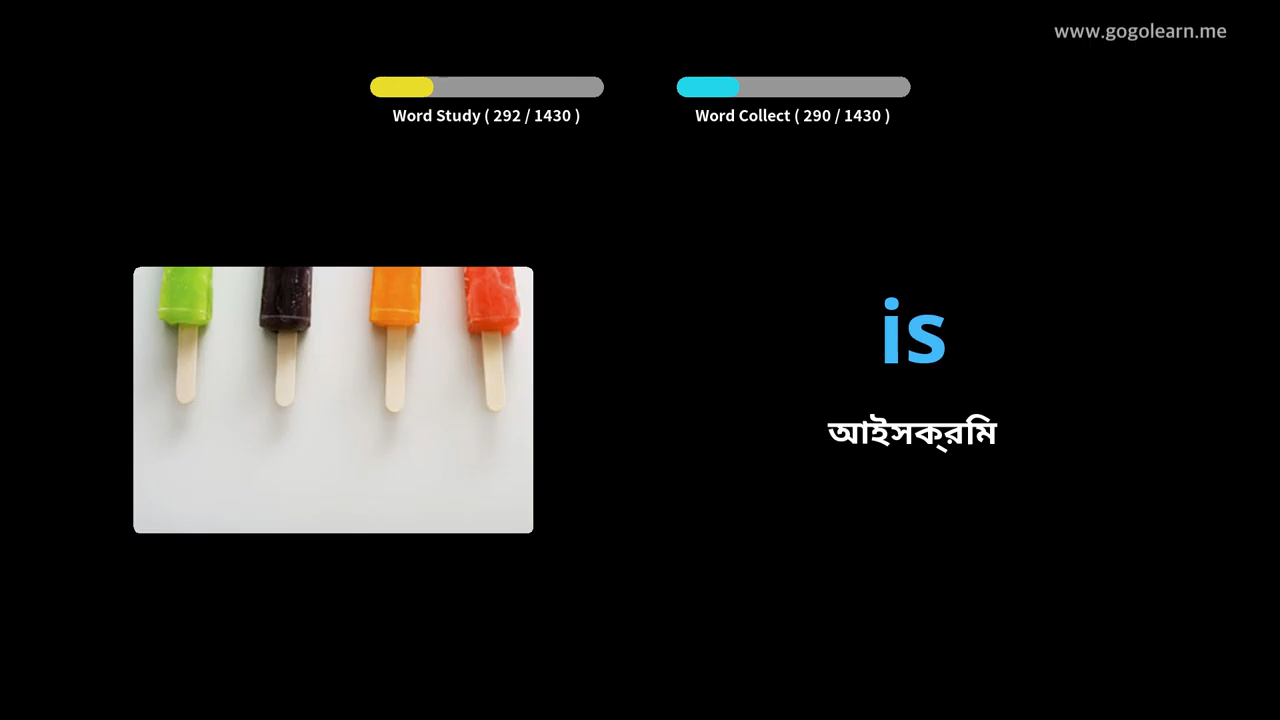 www.gogolearn.me
Word Study ( 292 / 1430 )
Word Collect ( 290 / 1430 )
is
আইসক্রমি